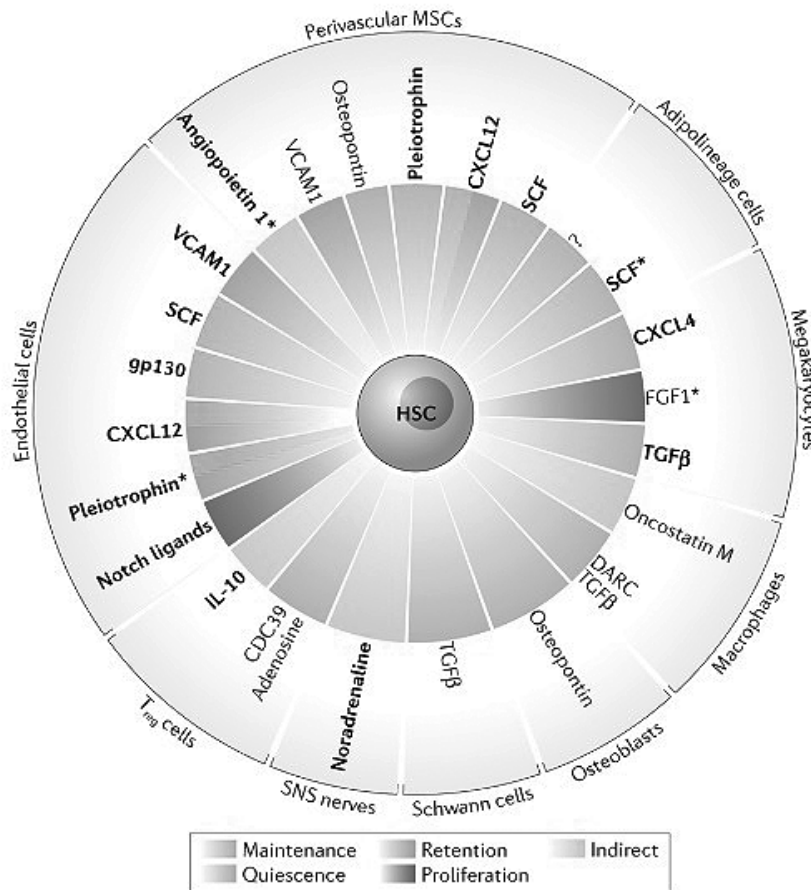 Perivascular MSCs
Adipolineage cells
Megakaryocytes
Macrophages
Osteoblasts
Schwann cells
SNS nerves
Treg cells
Endothelial cells
Angiopoietin 1*
VCAM1
Osteopontin
Pleiotrophin
CXCL12
SCF
?
SCF*
CXCL4
FGF1*
TGFβ
Oncostatin M
DARC
TGFβ
Osteopontin
TGFβ
Noradrenaline
CDC39
Adenosine
IL-10
Notch ligands
Pleiotrophin*
CXCL12
gp130
SCF
VCAM1
HSC
Maintenance
Retention
Indirect
Quiescence
Proliferation